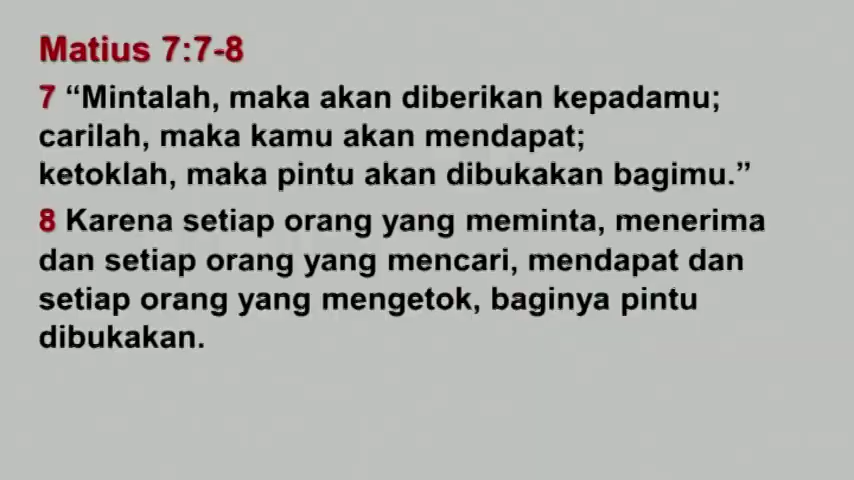 Matius 7:7-8
7 “Mintalah, maka akan diberikan kepadamu;
carilah, maka kamu akan mendapat;
ketoklah, maka pintu akan dibukakan bagimu.”
8 Karena setiap orang yang meminta, menerima
dan setiap orang yang mencari, mendapat dan
setiap orang yang mengetok, baginya pintu
dibukakan.